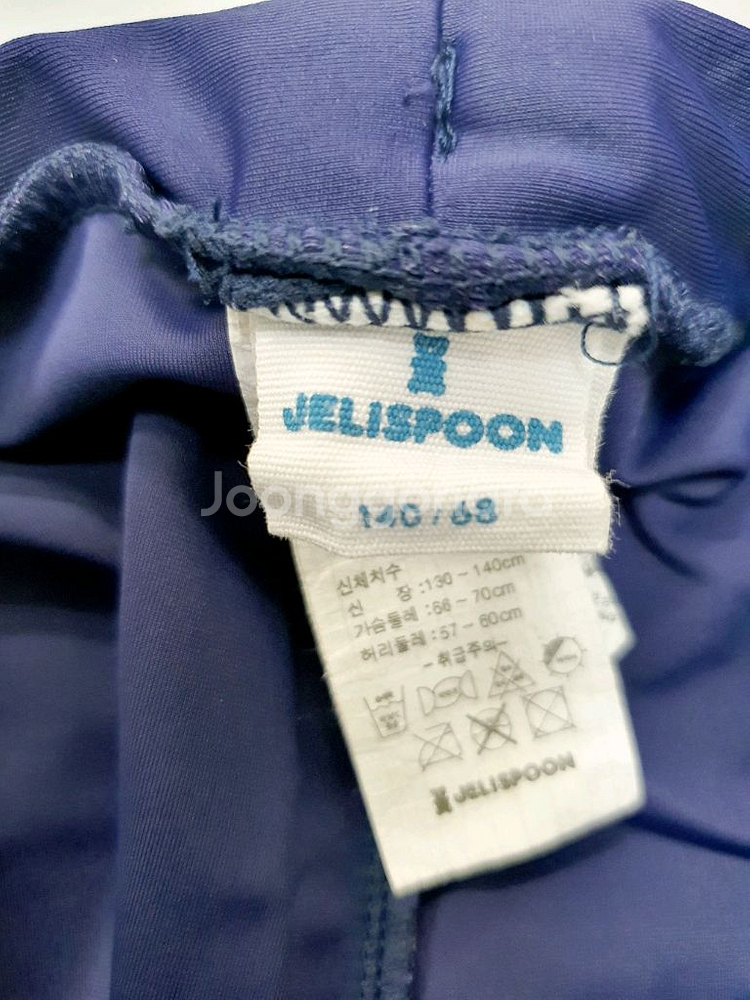 JELISPOON
Joongonara
140/68
신체치수
신 장:130~140cm
가슴둘레:66~70cm
허리둘레:57~60cm
-취급주의-
JELISPOON